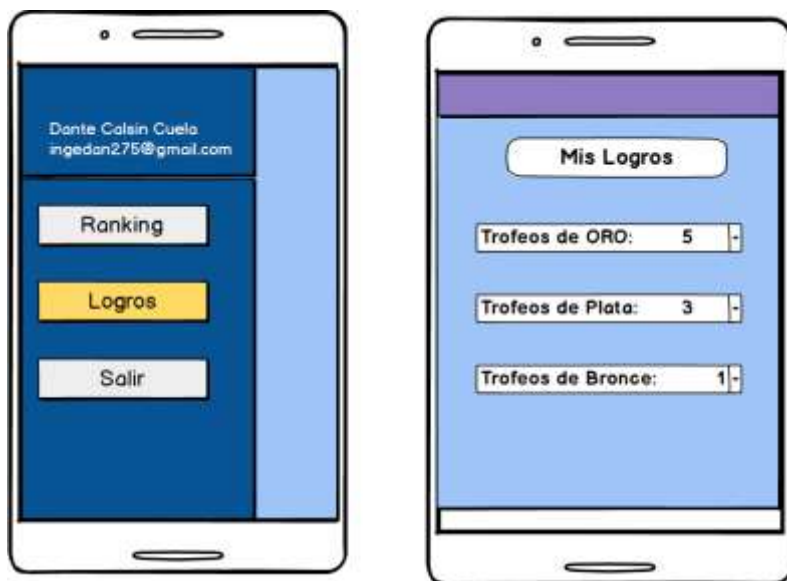 Dante Calsin Cuela
ingedan275@gmail.com
Ranking
Logros
Salir
Mis Logros
Trofeos de ORO: 5
Trofeos de Plata: 3
Trofeos de Bronce: 1